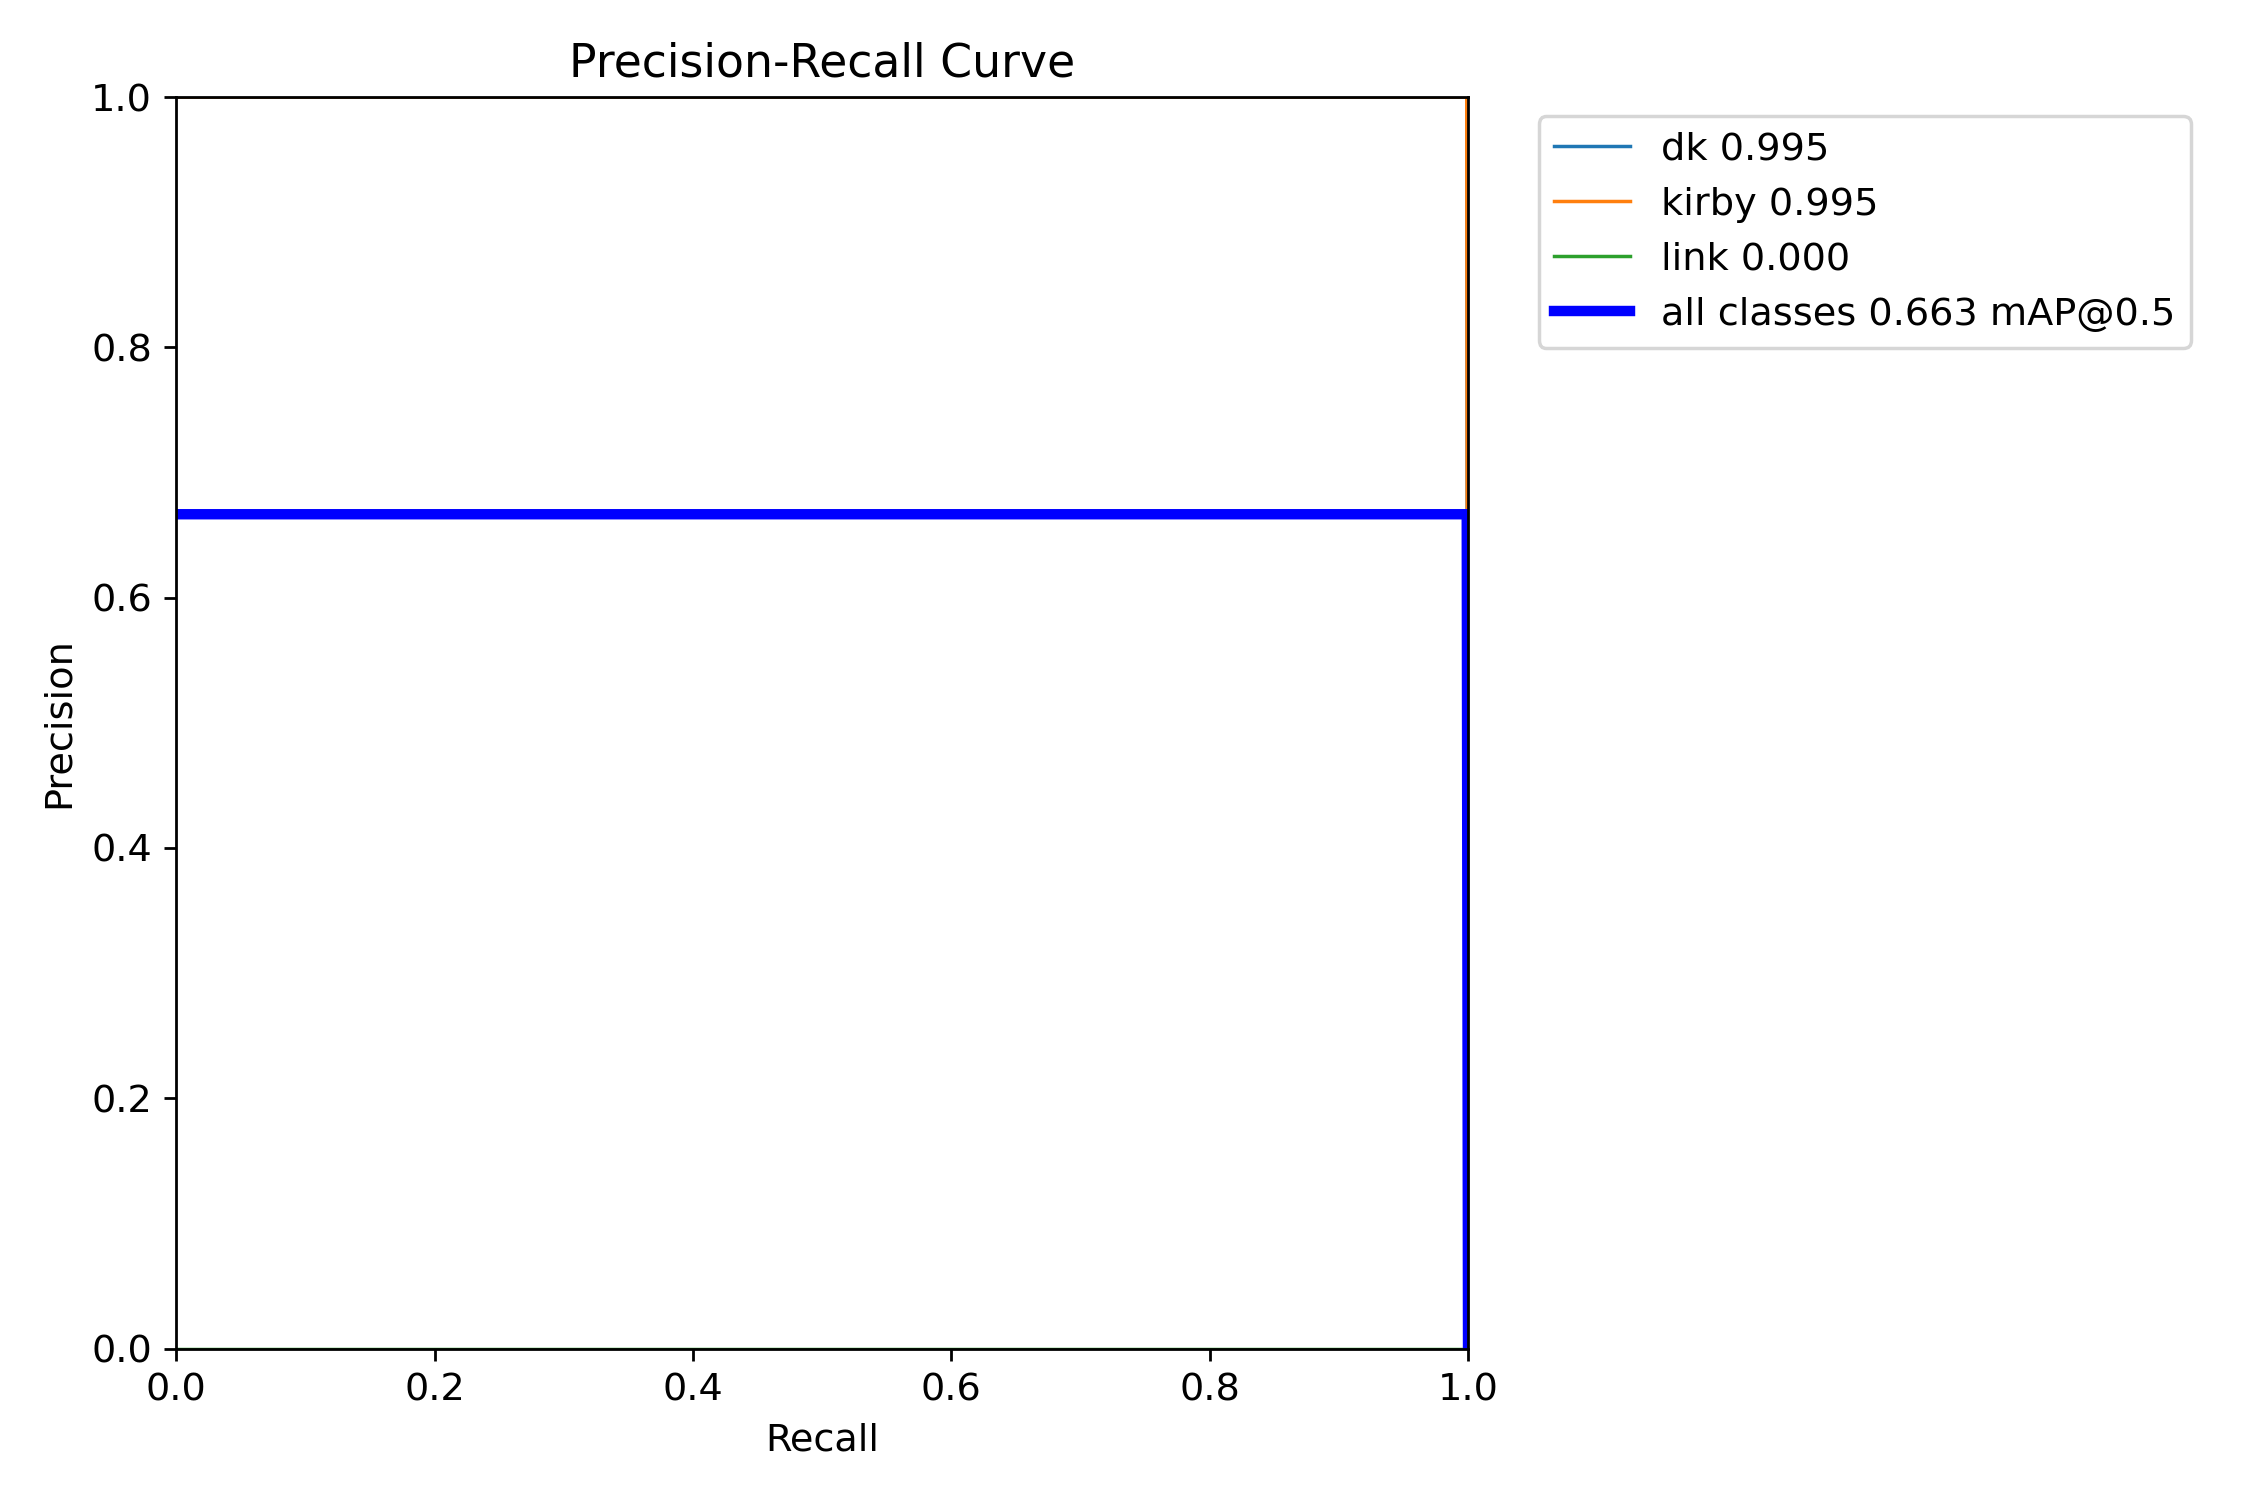 Precision-Recall Curve
1.0
0.8
0.6
0.4
0.2
0.0
Precision
0.0 0.2 0.4 0.6 0.8 1.0
Recall
dk 0.995
kirby 0.995
link 0.000
all classes 0.663 mAP@0.5